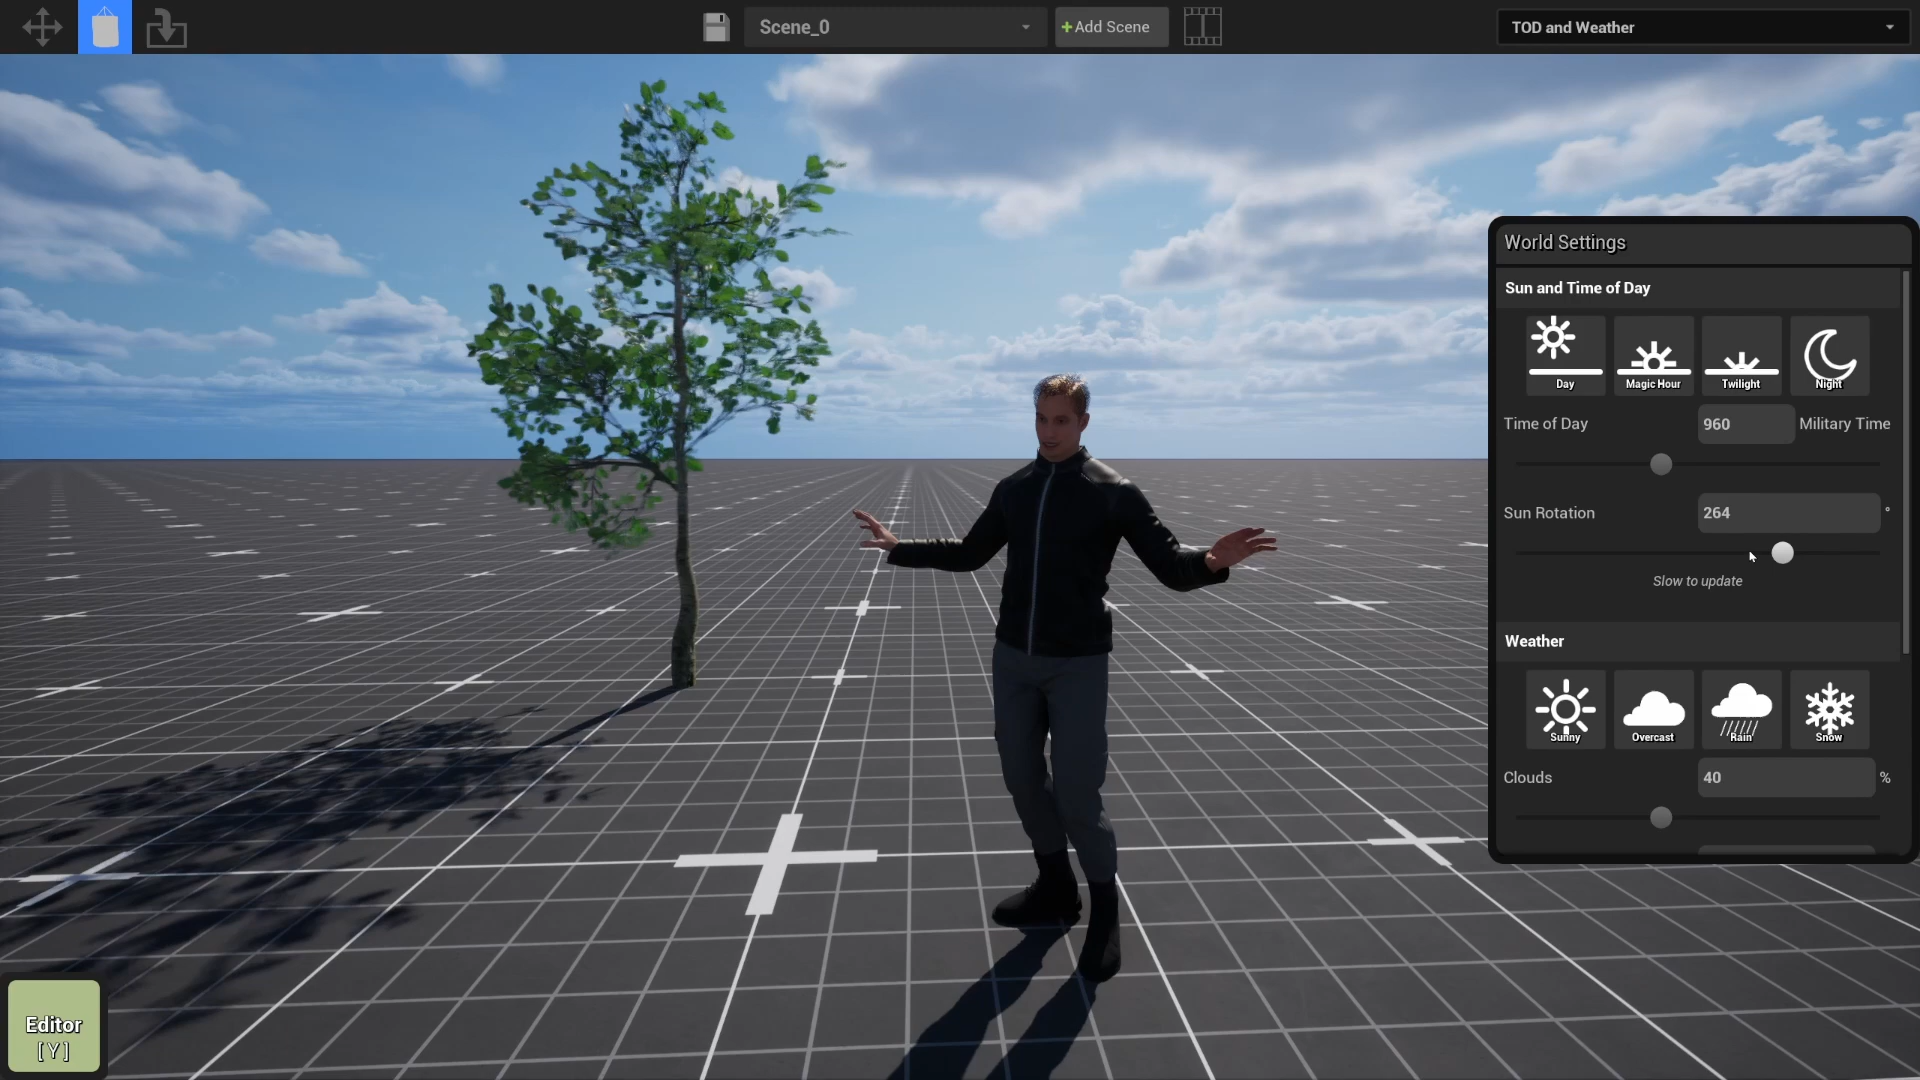 Scene_0
+Add Scene
TOD and Weather
World Settings
Sun and Time of Day
Day
Magic Hour
Twilight
Night
Time of Day
960
Military Time
Sun Rotation
264
°
Slow to update
Weather
Sunny
Overcast
Rain
Snow
Clouds
40
%
Editor
[Y]